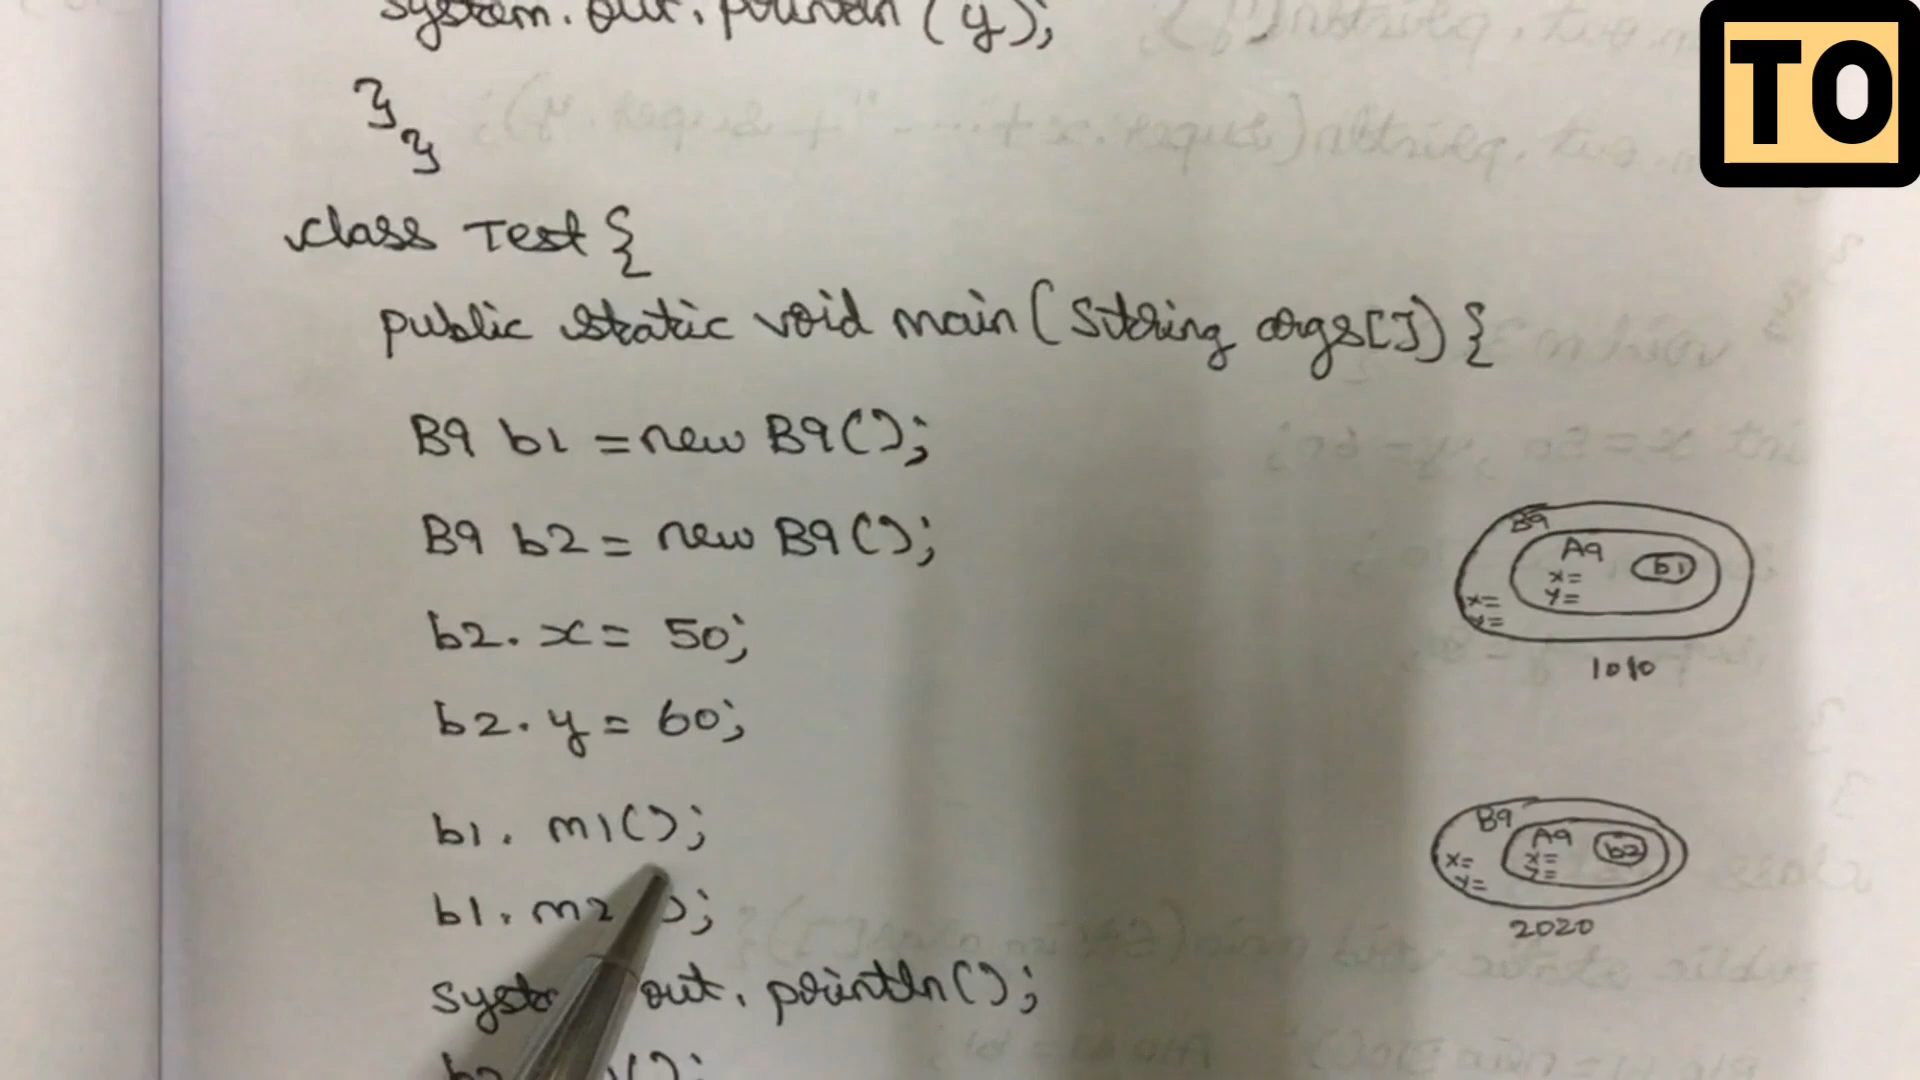 system.out.println(y);
}
}
class Test {
public static void main(String args[]){
B9 b1 = new B9();
B9 b2 = new B9();
b2.x = 50;
b2.y = 60;
b1.m1();
b1.m2();
out.println();
TO
B9
A9
b1
x=
y=
x=
y=
1010
B9
A9
b2
x=
y=
x=
y=
2020